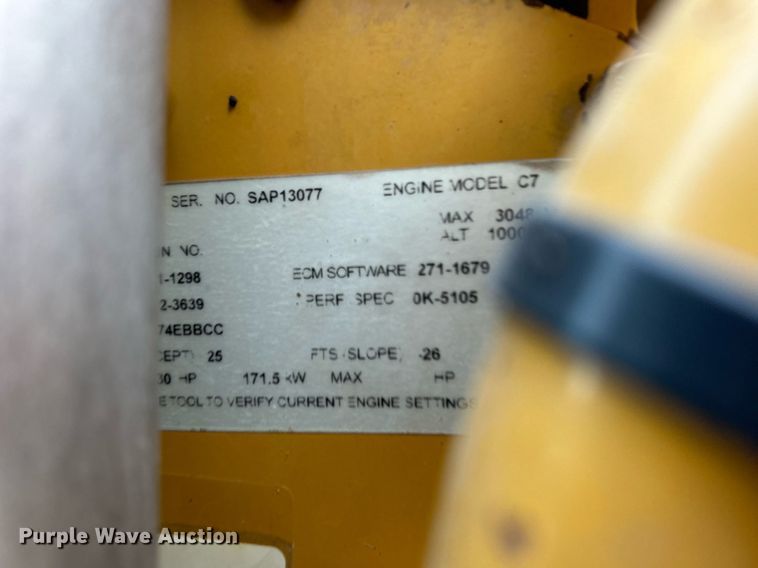 SER. NO. SAP13077 ENGINE MODEL C7
MAX 3048
ALT 1000
N NO.
-1298 ECM SOFTWARE 271-1679
2-3639 * PERF SPEC 0K-5105
74EBBCC
CEPT) 25 FTS (SLOPE) -26
30 HP 171.5 kW MAX HP
E TOOL TO VERIFY CURRENT ENGINE SETTINGS
Purple Wave Auction